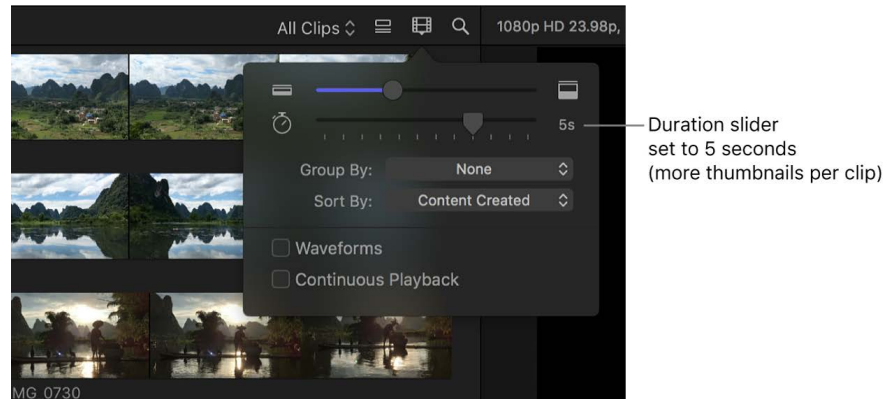 All Clips
1080p HD 23.98p,
5s
Duration slider
set to 5 seconds
(more thumbnails per clip)
Group By: None
Sort By: Content Created
Waveforms
Continuous Playback
MG_0730